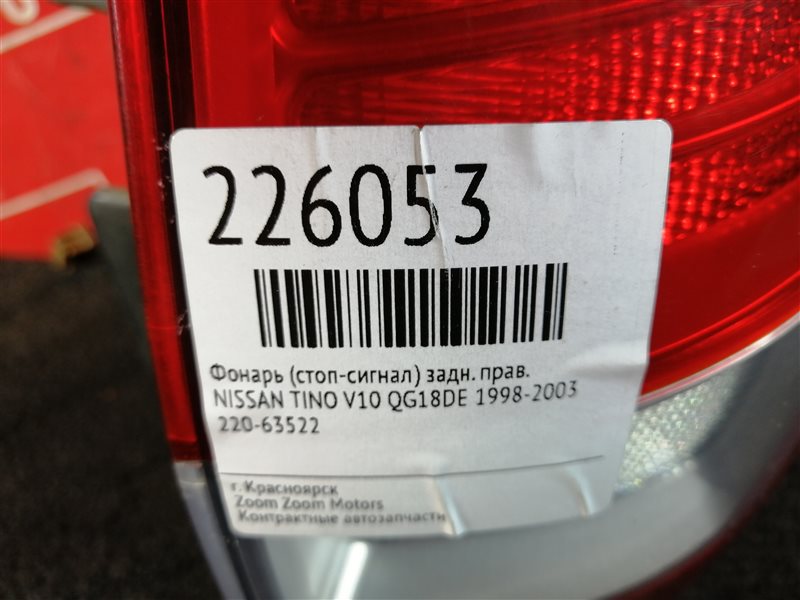 226053
Фонарь (стоп-сигнал) задн. прав.
NISSAN TINO V10 QG18DE 1998-2003
220-63522
г. Красноярск
Zoom Zoom Motors
Контрактные автозапчасти